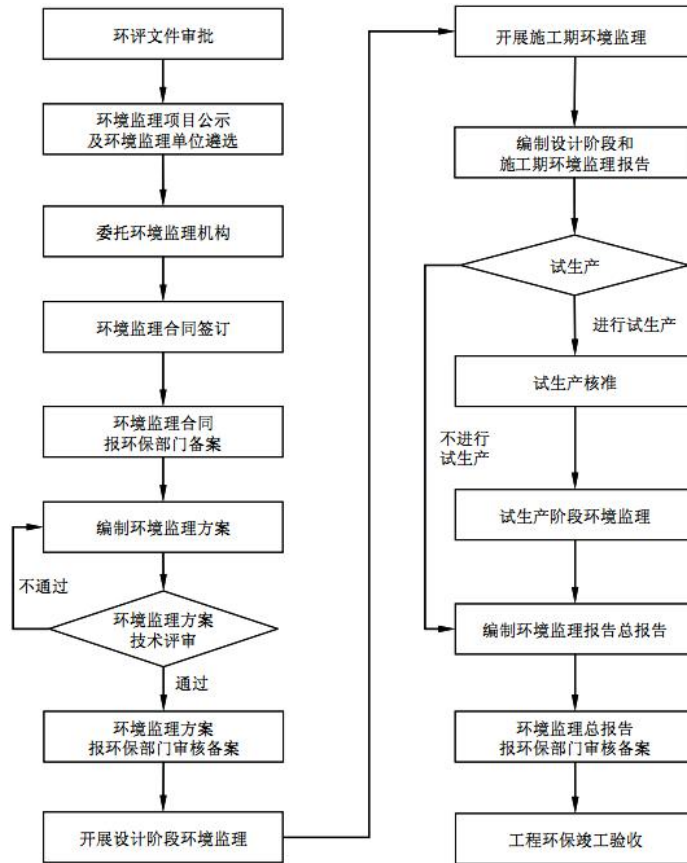 环评文件审批
环境监理项目公示
及环境监理单位遴选
委托环境监理机构
环境监理合同签订
环境监理合同
报环保部门备案
编制环境监理方案
不通过
环境监理方案
技术评审
通过
环境监理方案
报环保部门审核备案
开展设计阶段环境监理
开展施工期环境监理
编制设计阶段和
施工期环境监理报告
试生产
进行试生产
试生产核准
不进行
试生产
试生产阶段环境监理
编制环境监理报告总报告
环境监理总报告
报环保部门审核备案
工程环保竣工验收